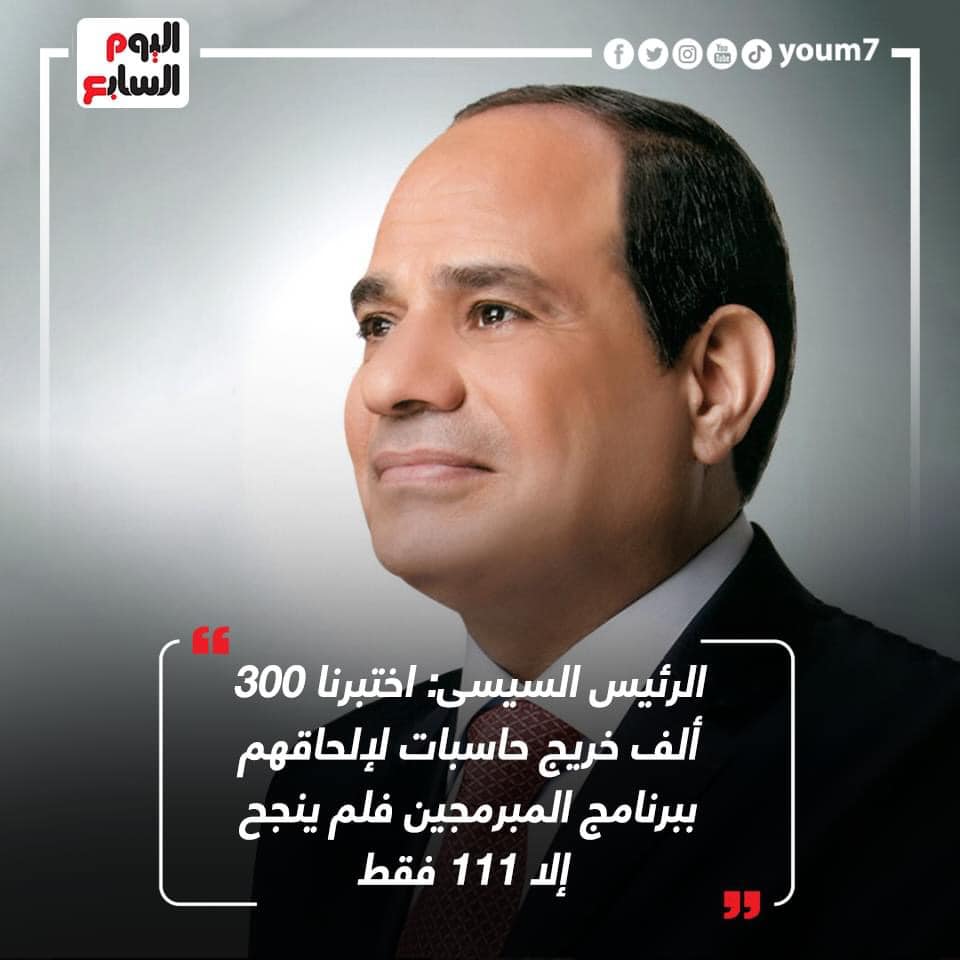 اليوم
السابع
youm7
الرئيس السيسى: اختبرنا 300
ألف خريج حاسبات لإلحاقهم
ببرنامج المبرمجين فلم ينجح
إلا 111 فقط